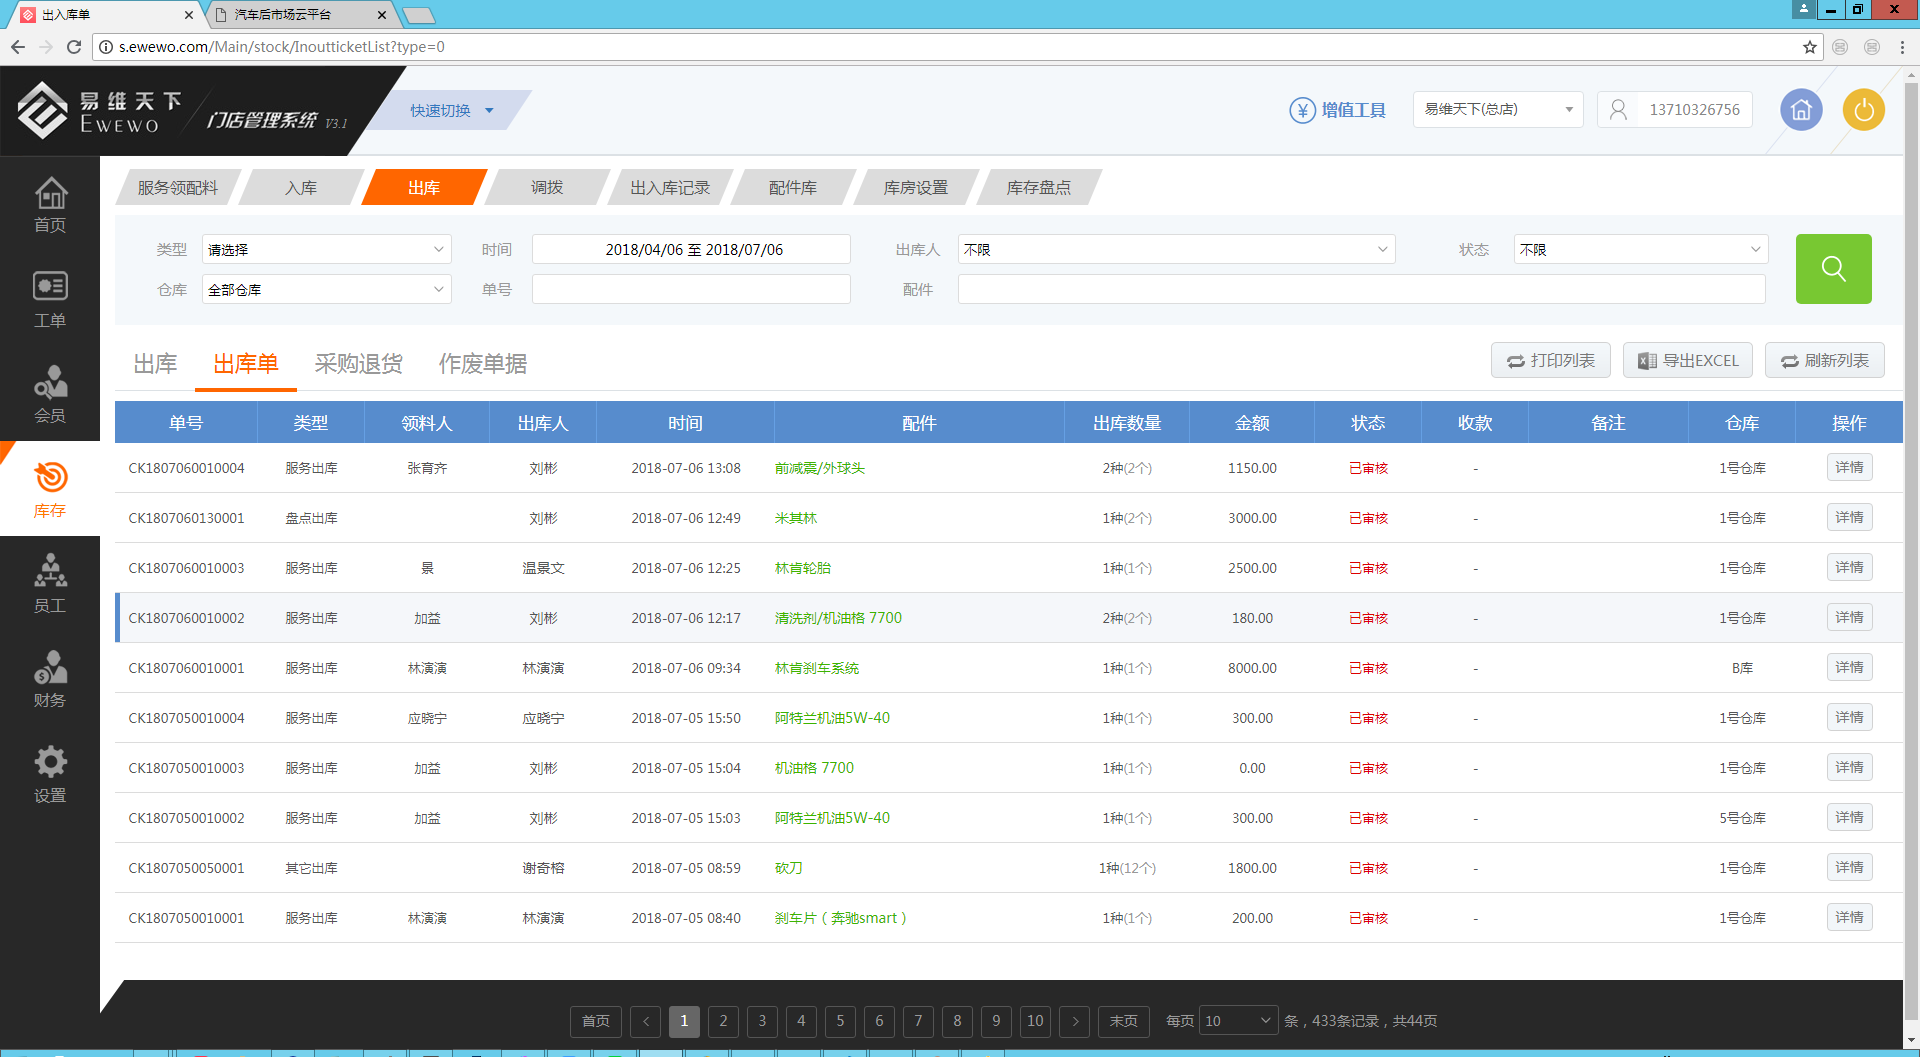 出入库单
汽车后市场云平台
s.ewewo.com/Main/stock/InoutticketList?type=0
易维天下
EWEWO
门店管理系统 V3.1
快速切换
增值工具
易维天下(总店)
13710326756
首页
工单
会员
库存
员工
财务
设置
服务领配料 入库 出库 调拨 出入库记录 配件库 库房设置 库存盘点
类型 请选择 时间 2018/04/06 至 2018/07/06 出库人 不限 状态 不限
仓库 全部仓库 单号 配件
出库 出库单 采购退货 作废单据
打印列表 导出EXCEL 刷新列表
单号 类型 领料人 出库人 时间 配件 出库数量 金额 状态 收款 备注 仓库 操作
CK1807060010004 服务出库 张育齐 刘彬 2018-07-06 13:08 前减震/外球头 2种(2个) 1150.00 已审核 - 1号仓库 详情
CK1807060130001 盘点出库 刘彬 2018-07-06 12:49 米其林 1种(2个) 3000.00 已审核 - 1号仓库 详情
CK1807060010003 服务出库 景 温景文 2018-07-06 12:25 林肯轮胎 1种(1个) 2500.00 已审核 - 1号仓库 详情
CK1807060010002 服务出库 加益 刘彬 2018-07-06 12:17 清洗剂/机油格 7700 2种(2个) 180.00 已审核 - 1号仓库 详情
CK1807060010001 服务出库 林演演 林演演 2018-07-06 09:34 林肯刹车系统 1种(1个) 8000.00 已审核 - B库 详情
CK1807050010004 服务出库 应晓宁 应晓宁 2018-07-05 15:50 阿特兰机油5W-40 1种(1个) 300.00 已审核 - 1号仓库 详情
CK1807050010003 服务出库 加益 刘彬 2018-07-05 15:04 机油格 7700 1种(1个) 0.00 已审核 - 1号仓库 详情
CK1807050010002 服务出库 加益 刘彬 2018-07-05 15:03 阿特兰机油5W-40 1种(1个) 300.00 已审核 - 5号仓库 详情
CK1807050050001 其它出库 谢奇榕 2018-07-05 08:59 砍刀 1种(12个) 1800.00 已审核 - 1号仓库 详情
CK1807050010001 服务出库 林演演 林演演 2018-07-05 08:40 刹车片（奔驰smart） 1种(1个) 200.00 已审核 - 1号仓库 详情
首页 < 1 2 3 4 5 6 7 8 9 10 > 末页 每页 10 条，433条记录，共44页